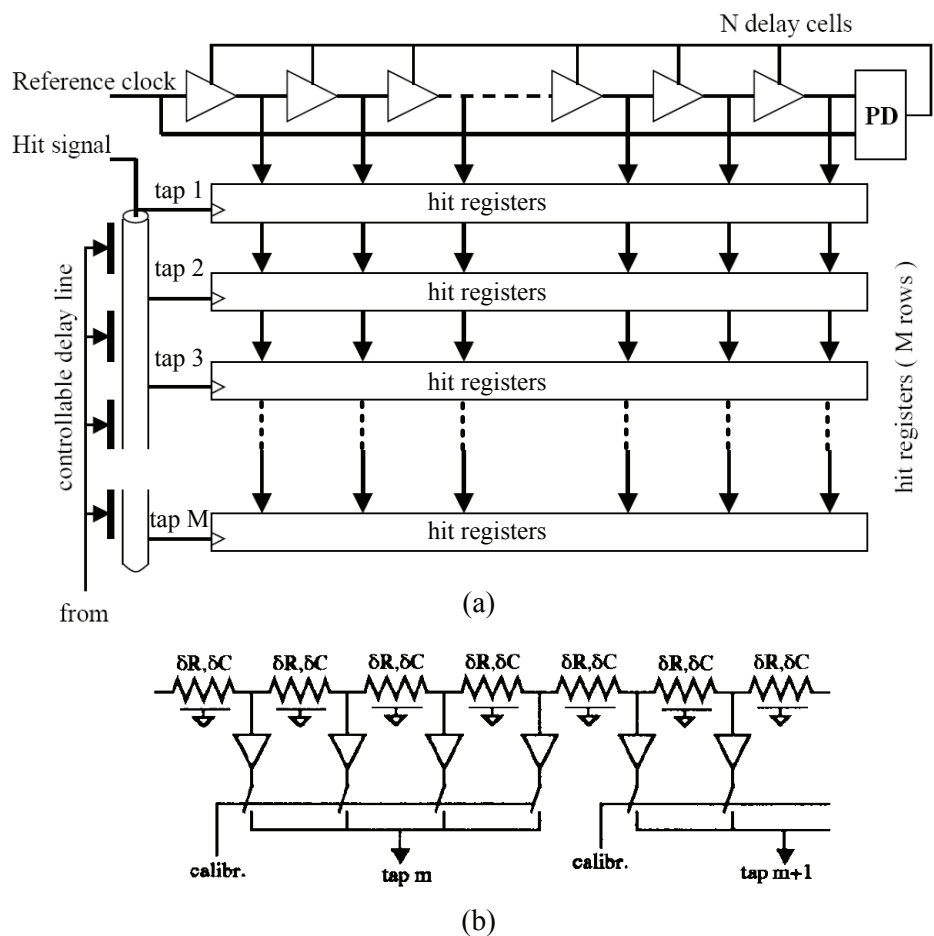 N delay cells
Reference clock
PD
Hit signal
tap 1
hit registers
tap 2
hit registers
tap 3
hit registers
controllable delay line
hit registers ( M rows )
tap M
hit registers
from
(a)
δR,δC δR,δC δR,δC δR,δC δR,δC δR,δC δR,δC
calibr.
tap m
calibr.
tap m+1
(b)